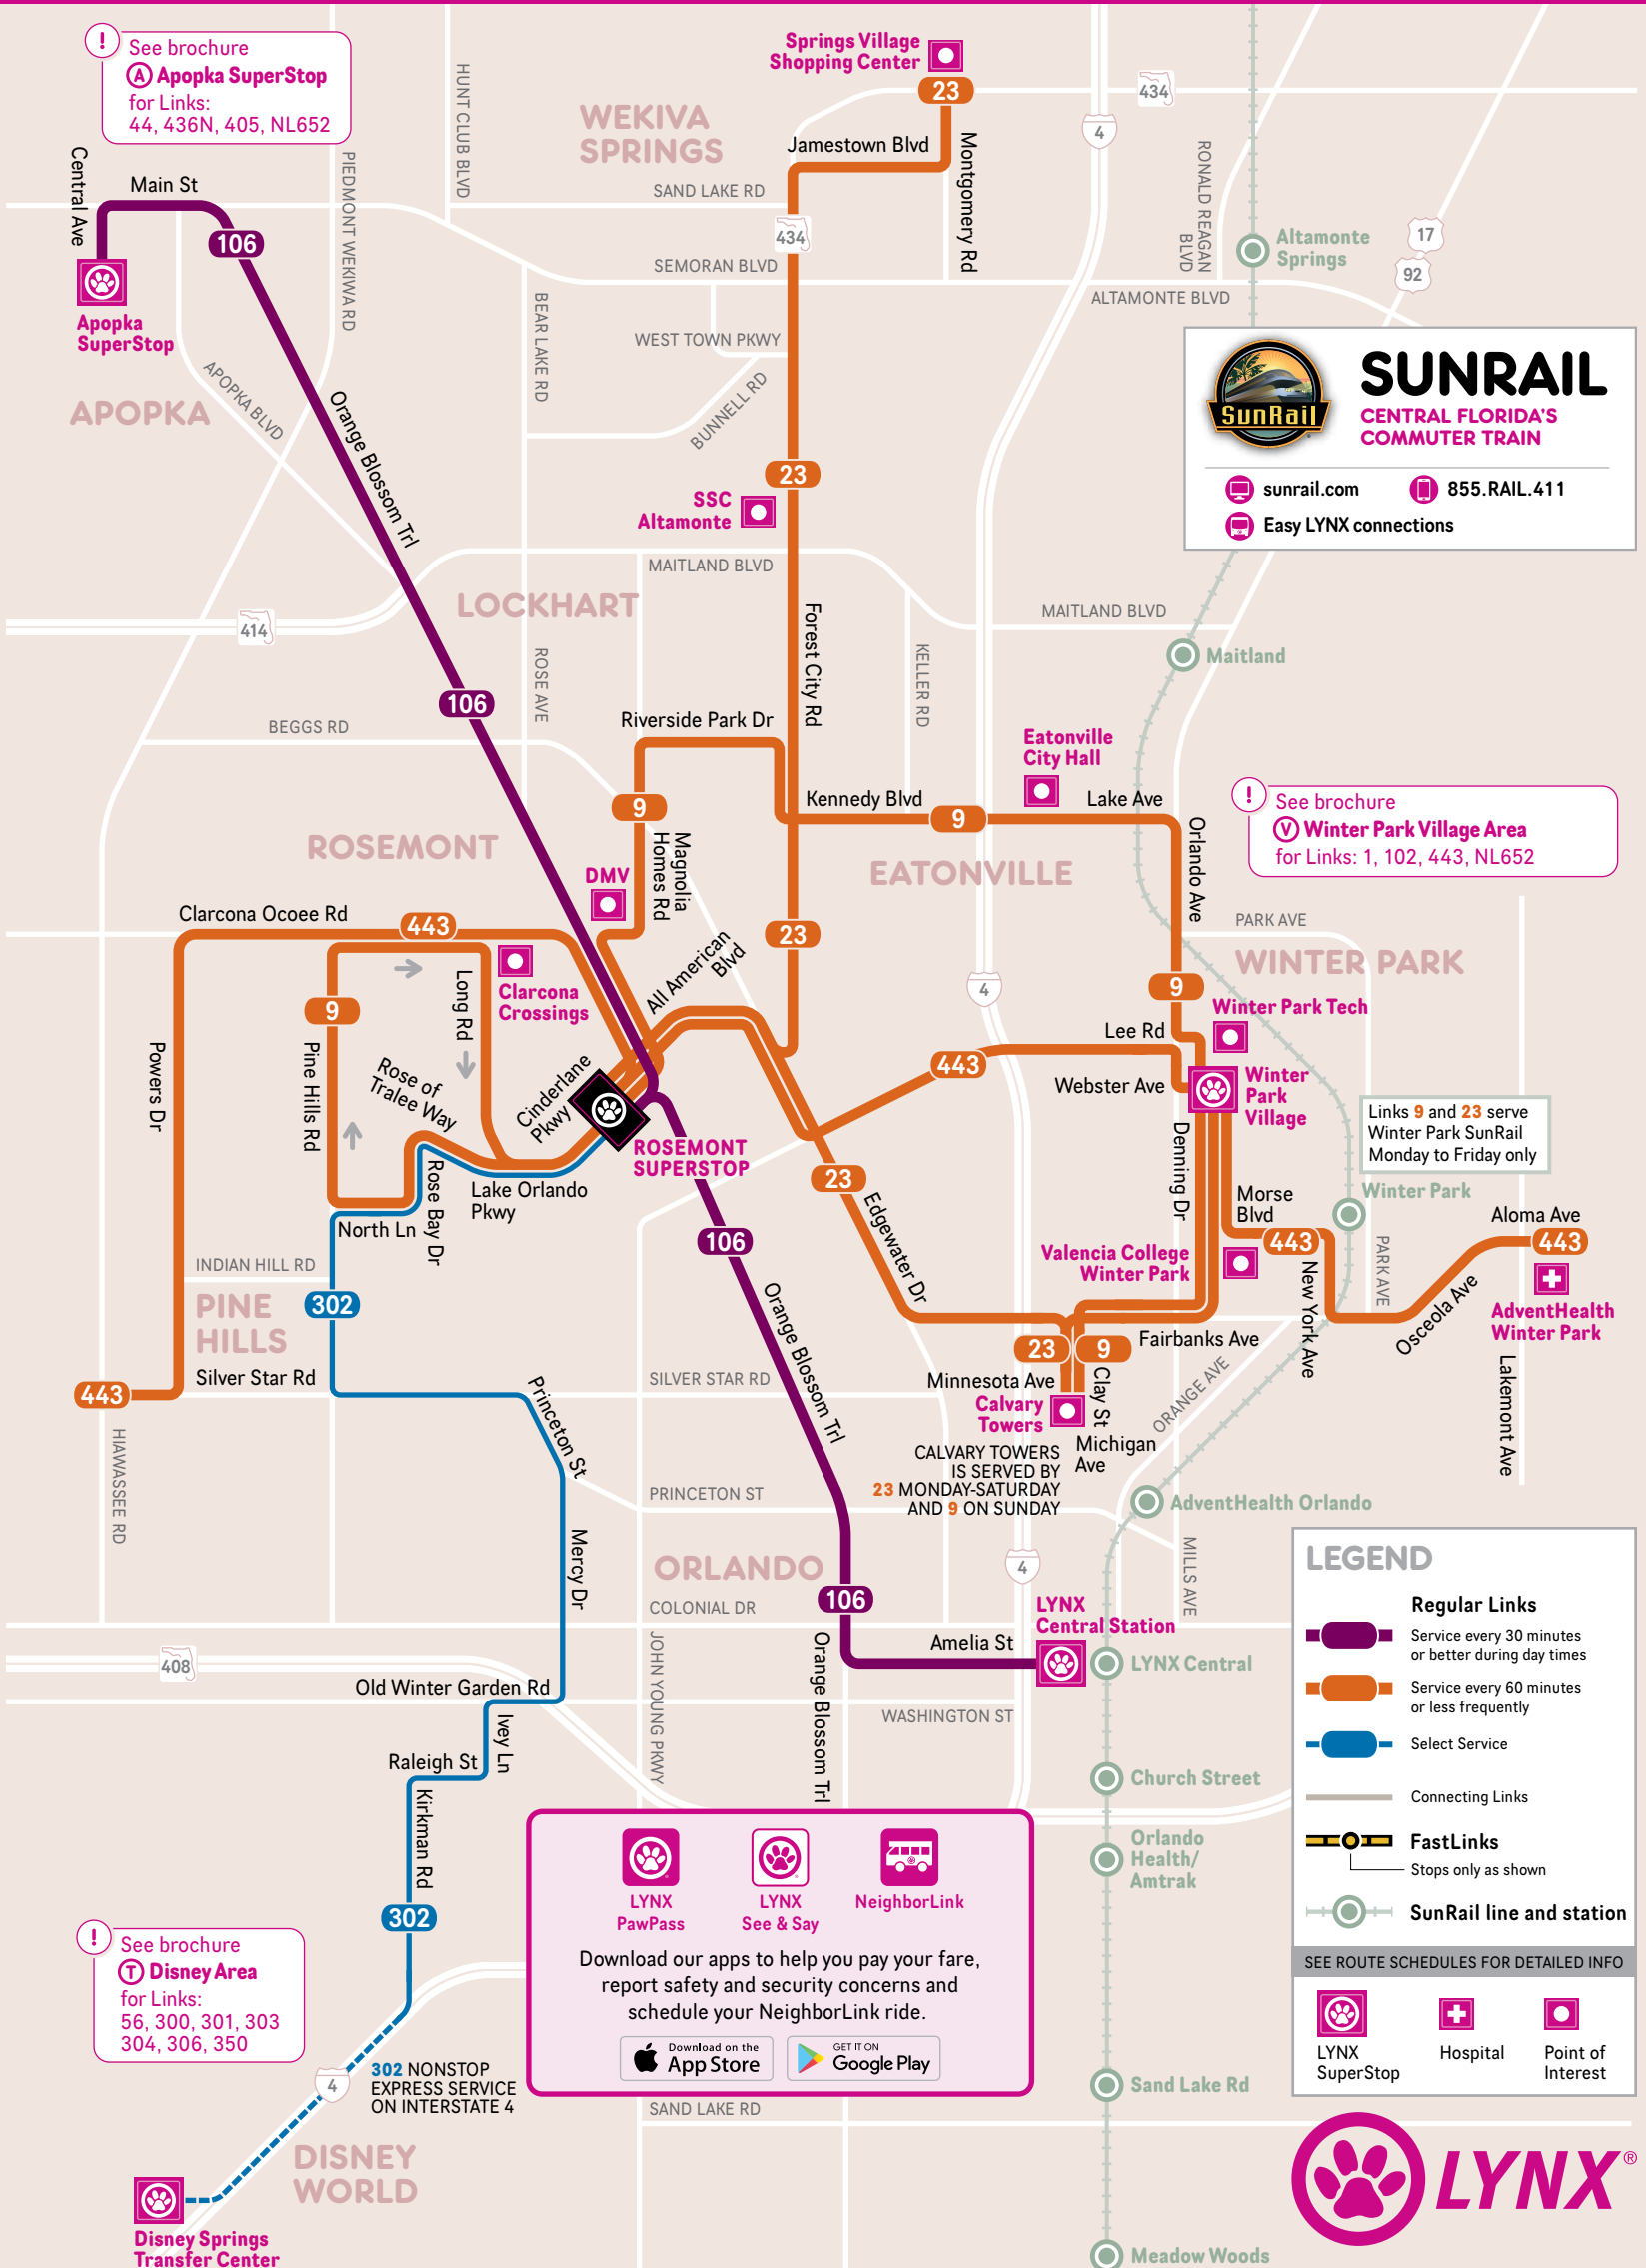 See brochure
A Apopka SuperStop
for Links:
44, 436N, 405, NL652
Springs Village
Shopping Center
23
434
4
WEKIVA
SPRINGS
HUNT CLUB BLVD
Jamestown Blvd
Montgomery Rd
RONALD REAGAN
BLVD
Central Ave
Main St
PIEDMONT WEKIWA RD
SAND LAKE RD
106
434
Altamonte
Springs
17
92
SEMORAN BLVD
ALTAMONTE BLVD
Apopka
SuperStop
BEAR LAKE RD
WEST TOWN PKWY
APOPKA BLVD
BUNNELL RD
APOPKA
Orange Blossom Trl
SunRail
SUNRAIL
CENTRAL FLORIDA'S
COMMUTER TRAIN
sunrail.com
855.RAIL.411
Easy LYNX connections
23
SSC
Altamonte
MAITLAND BLVD
LOCKHART
MAITLAND BLVD
414
Forest City Rd
ROSE AVE
KELLER RD
Maitland
106
Riverside Park Dr
BEGGS RD
Eatonville
City Hall
9
Kennedy Blvd
9
Lake Ave
See brochure
V Winter Park Village Area
for Links: 1, 102, 443, NL652
Orlando Ave
ROSEMONT
Magnolia
Homes Rd
EATONVILLE
DMV
Clarcona Ocoee Rd
443
23
PARK AVE
WINTER PARK
All American
Blvd
Clarcona
Crossings
Long Rd
9
4
9
Winter Park Tech
Lee Rd
Powers Dr
Pine Hills Rd
Rose of
Tralee Way
Cinderlane
Pkwy
443
Webster Ave
Winter
Park
Village
Links 9 and 23 serve
Winter Park SunRail
Monday to Friday only
ROSEMONT
SUPERSTOP
Denning Dr
23
Lake Orlando
Pkwy
Rose Bay Dr
North Ln
Edgewater Dr
Morse
Blvd
Winter Park
Aloma Ave
106
443
443
INDIAN HILL RD
Valencia College
Winter Park
PARK AVE
PINE
HILLS
302
New York Ave
Osceola Ave
AdventHealth
Winter Park
Orange Blossom Trl
23
9
Fairbanks Ave
Silver Star Rd
443
SILVER STAR RD
Minnesota Ave
Clay St
Calvary
Towers
ORANGE AVE
Lakemont Ave
Princeton St
Michigan
Ave
CALVARY TOWERS
IS SERVED BY
23 MONDAY-SATURDAY
AND 9 ON SUNDAY
HIAWASSEE RD
PRINCETON ST
AdventHealth Orlando
Mercy Dr
MILLS AVE
ORLANDO
4
106
COLONIAL DR
LYNX
Central Station
Amelia St
LYNX Central
408
JOHN YOUNG PKWY
Orange Blossom Trl
Old Winter Garden Rd
WASHINGTON ST
Ivey Ln
Raleigh St
Church Street
Kirkman Rd
Orlando
Health/
Amtrak
302
LEGEND
Regular Links
Service every 30 minutes
or better during day times
Service every 60 minutes
or less frequently
Select Service
Connecting Links
FastLinks
Stops only as shown
SunRail line and station
SEE ROUTE SCHEDULES FOR DETAILED INFO
LYNX
SuperStop
Hospital
Point of
Interest
LYNX
PawPass
LYNX
See & Say
NeighborLink
Download our apps to help you pay your fare,
report safety and security concerns and
schedule your NeighborLink ride.
Download on the
App Store
GET IT ON
Google Play
See brochure
T Disney Area
for Links:
56, 300, 301, 303
304, 306, 350
4
302 NONSTOP
EXPRESS SERVICE
ON INTERSTATE 4
Sand Lake Rd
SAND LAKE RD
DISNEY
WORLD
Disney Springs
Transfer Center
LYNX®
Meadow Woods